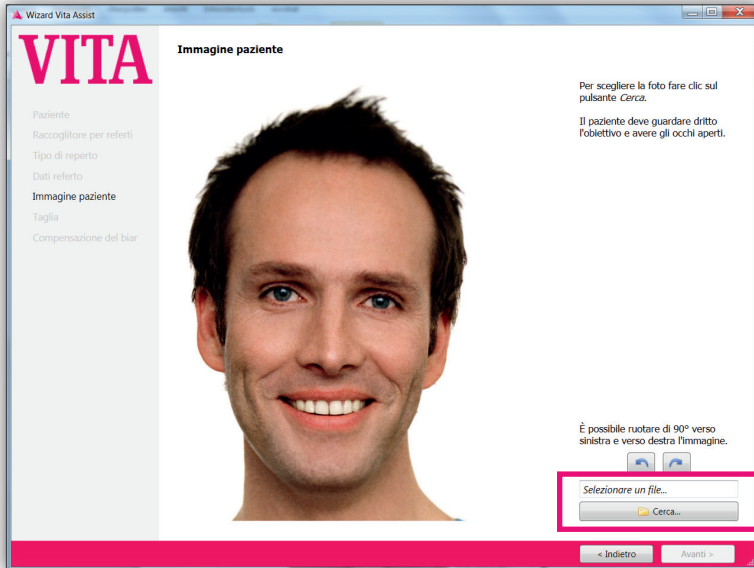 Wizard Vita Assist
VITA
Immagine paziente
Per scegliere la foto fare clic sul
pulsante Cerca.
Il paziente deve guardare dritto
l'obiettivo e avere gli occhi aperti.
Paziente
Raccoglitore per referti
Tipo di reperto
Dati referto
Immagine paziente
Taglia
Compensazione del biar
È possibile ruotare di 90° verso
sinistra e verso destra l'immagine.
Selezionare un file...
Cerca...
< Indietro
Avanti >